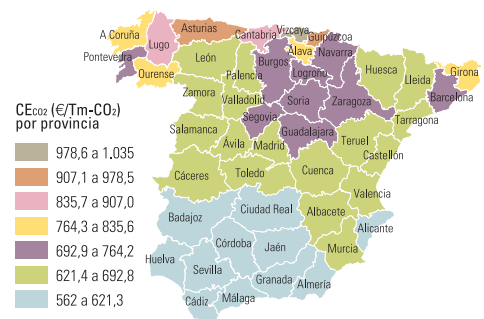 A Coruña
Lugo
Asturias
Cantabria
Vizcaya
Guipúzcoa
Álava
Navarra
Pontevedra
Ourense
León
Palencia
Burgos
Logroño
Huesca
Lleida
Girona
Barcelona
Zamora
Valladolid
Soria
Zaragoza
Tarragona
Segovia
Salamanca
Ávila
Madrid
Guadalajara
Teruel
Castellón
Cáceres
Toledo
Cuenca
Valencia
Badajoz
Ciudad Real
Albacete
Alicante
Murcia
Córdoba
Jaén
Huelva
Sevilla
Granada
Almería
Cádiz
Málaga
CECO2 (€/Tm-CO2)
por provincia
978,6 a 1.035
907,1 a 978,5
835,7 a 907,0
764,3 a 835,6
692,9 a 764,2
621,4 a 692,8
562 a 621,3